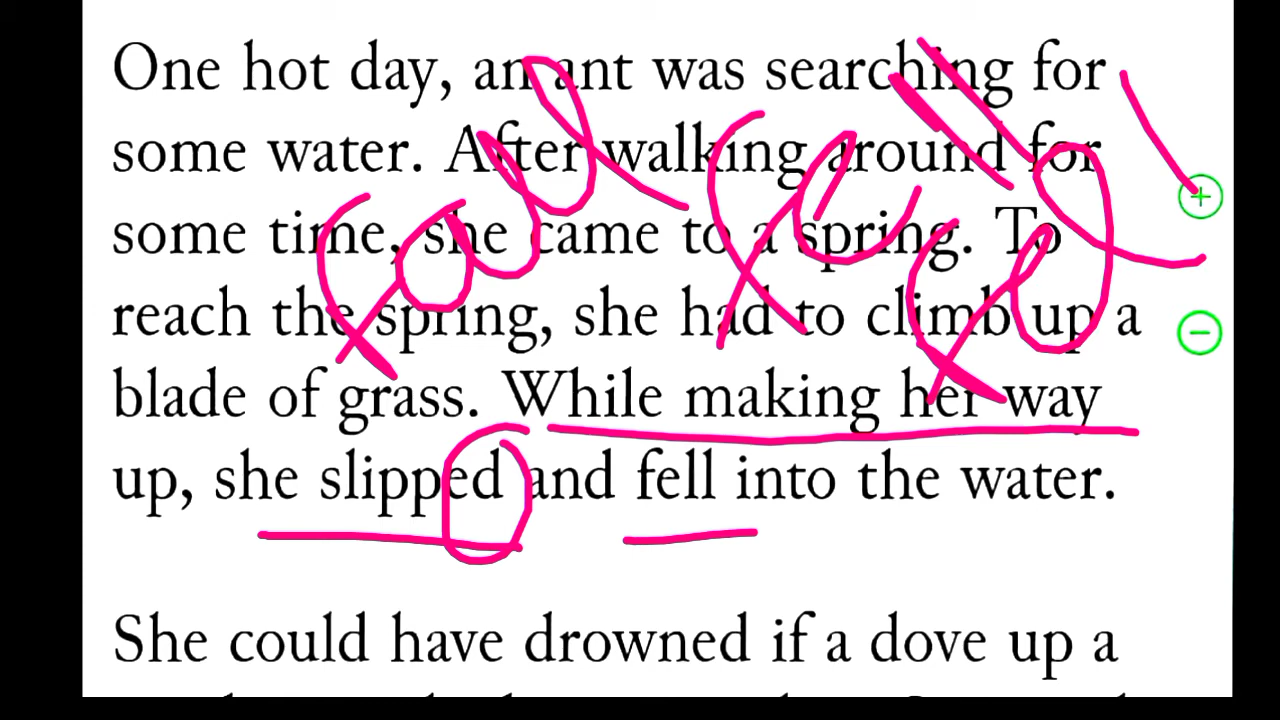 One hot day, an ant was searching for
some water. After walking around for
some time, she came to a spring. To
reach the spring, she had to climb up a
blade of grass. While making her way
up, she slipped and fell into the water.
She could have drowned if a dove up a
fall fell